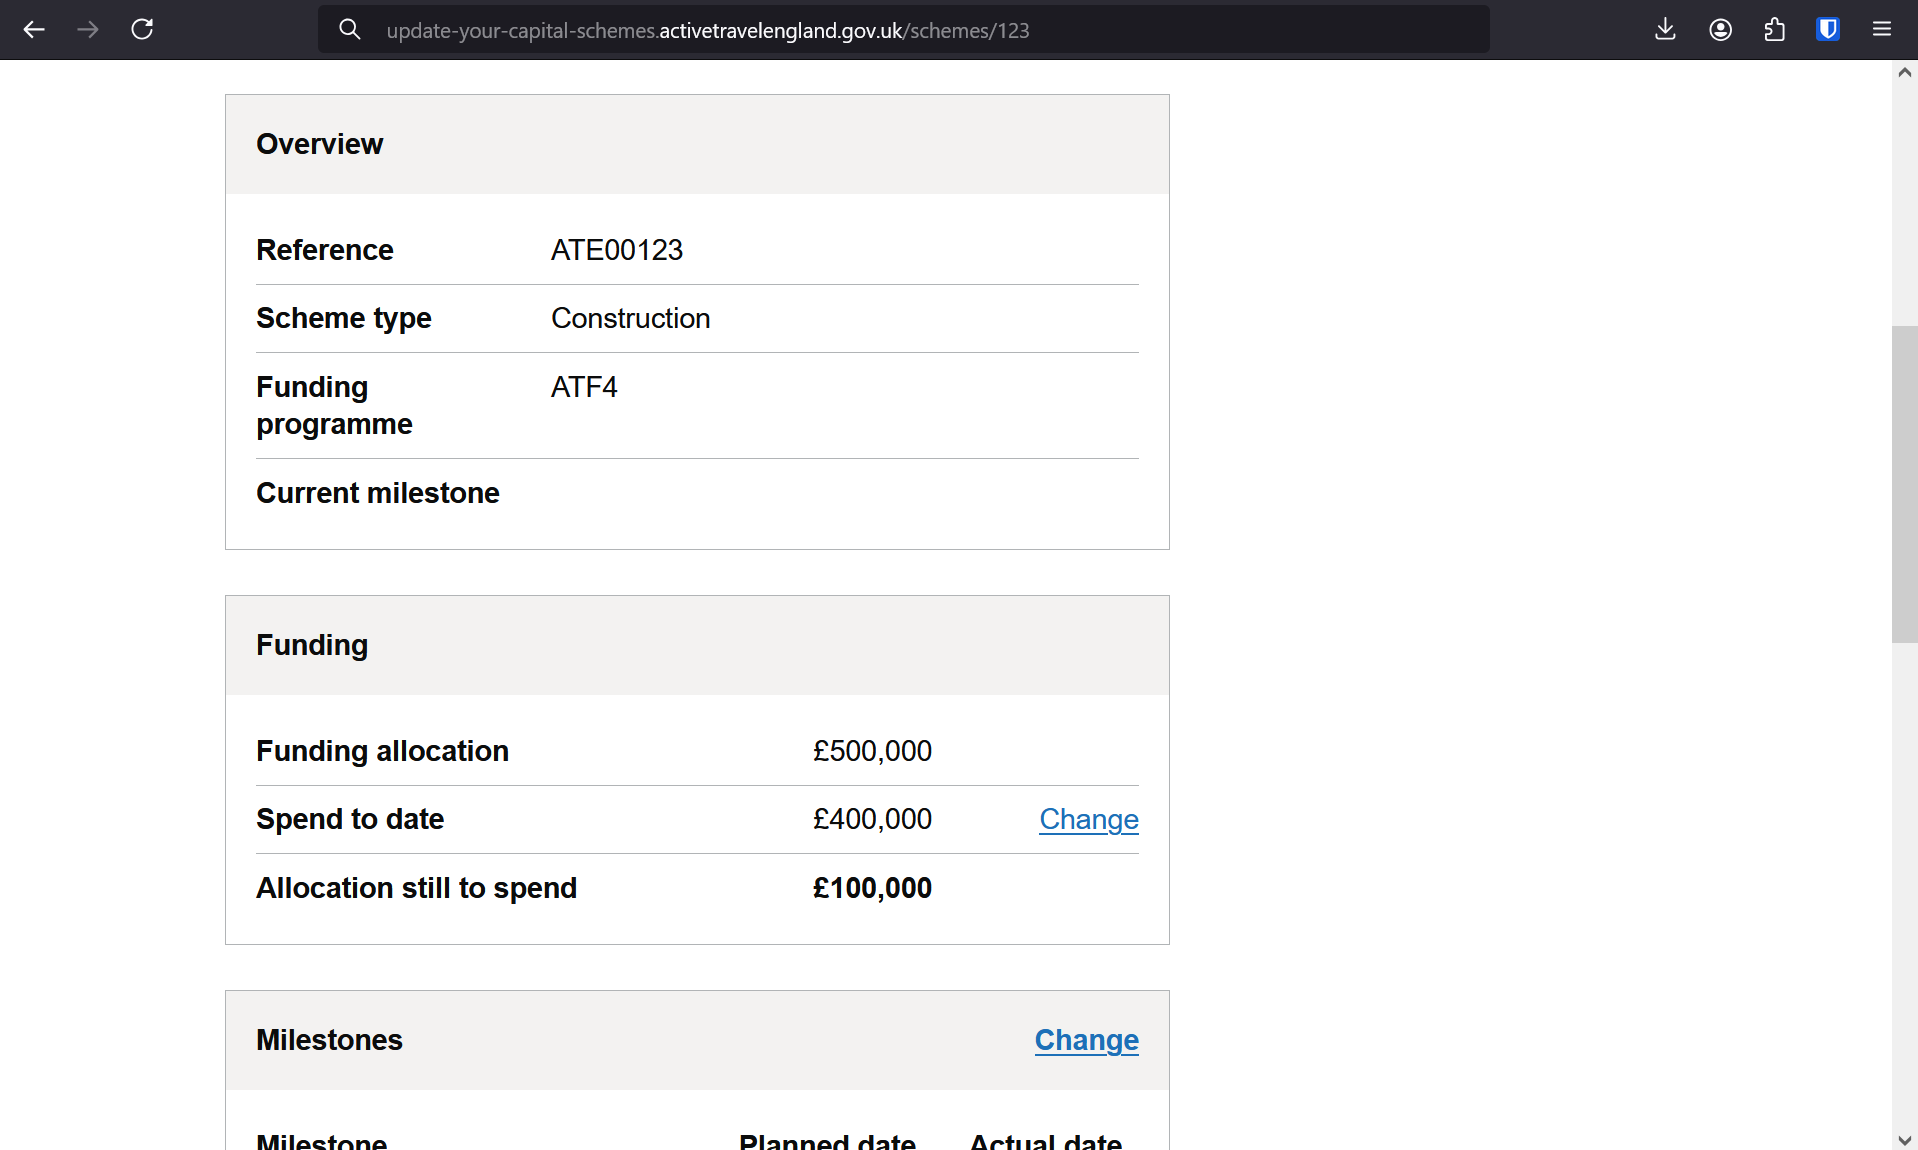 update-your-capital-schemes.activetravelengland.gov.uk/schemes/123
Overview
Reference ATE00123
Scheme type Construction
Funding ATF4
programme
Current milestone
Funding
Funding allocation £500,000
Spend to date £400,000 Change
Allocation still to spend £100,000
Milestones Change
Milestone Planned date Actual date